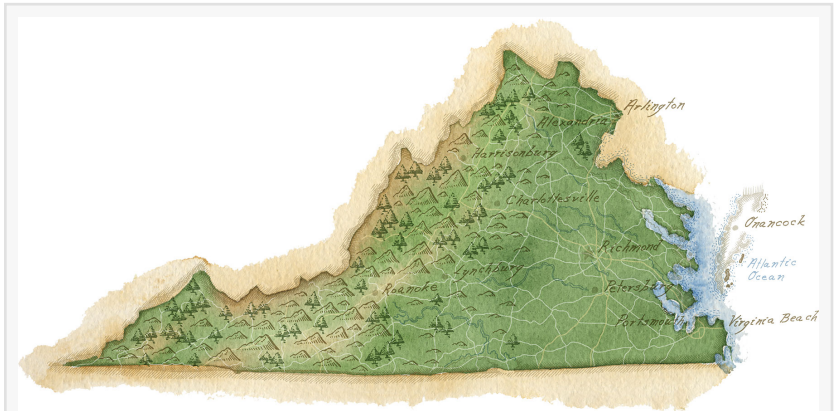 Arlington
Alexandria
Harrisonburg
Charlottesville
Onancock
Richmond
Atlantic
Ocean
Lynchburg
Roanoke
Petersburg
Portsmouth
Virginia Beach